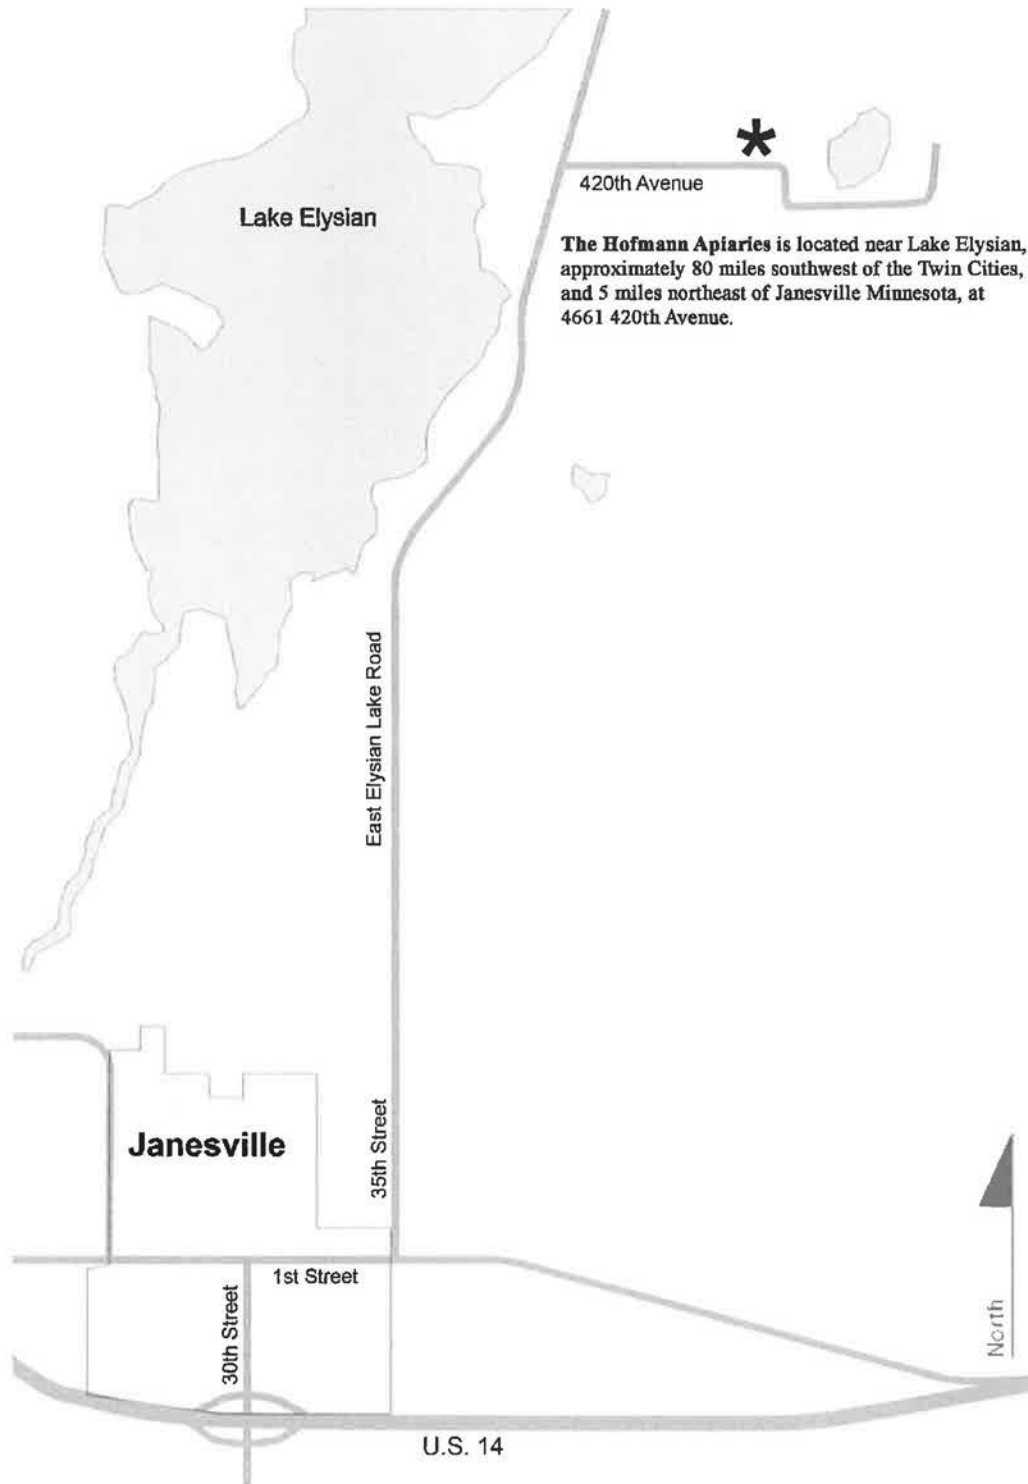 Lake Elysian
420th Avenue
The Hofmann Apiaries is located near Lake Elysian,
approximately 80 miles southwest of the Twin Cities,
and 5 miles northeast of Janesville Minnesota, at
4661 420th Avenue.
East Elysian Lake Road
35th Street
Janesville
1st Street
30th Street
North
U.S. 14